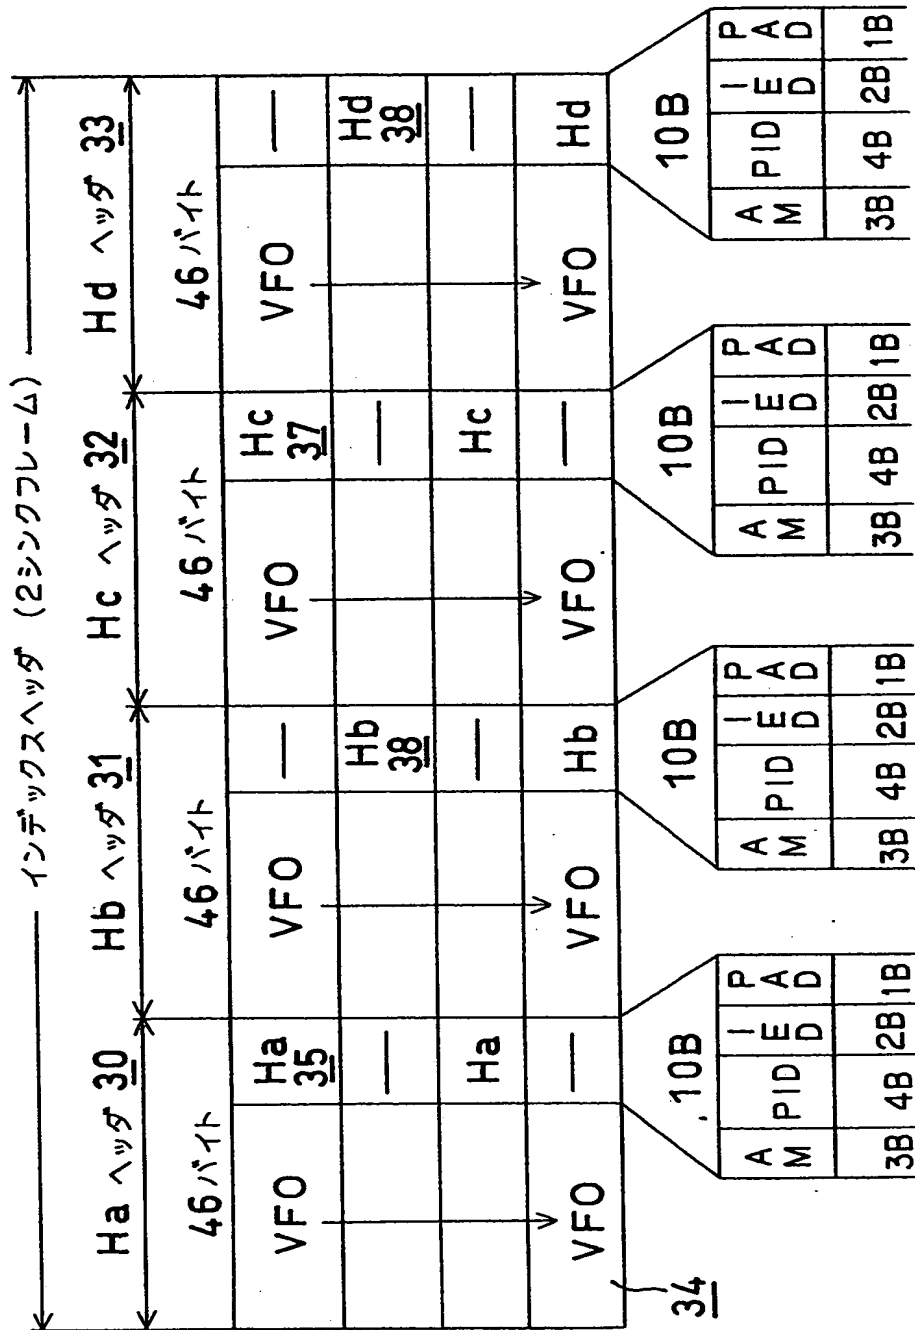 インデックスヘッダ (2シンクフレーム)
Ha ヘッダ 30 Hb ヘッダ 31 Hc ヘッダ 32 Hd ヘッダ 33
46バイト 46バイト 46バイト 46バイト
VFO Ha 35 VFO — VFO Hc 37 VFO —
— Hb 38 — Hd 38
Ha — Hc —
VFO — VFO Hb VFO — VFO Hd
34
10B 10B 10B 10B
AM PID IED PAD AM PID IED PAD AM PID IED PAD AM PID IED PAD
3B 4B 2B 1B 3B 4B 2B 1B 3B 4B 2B 1B 3B 4B 2B 1B